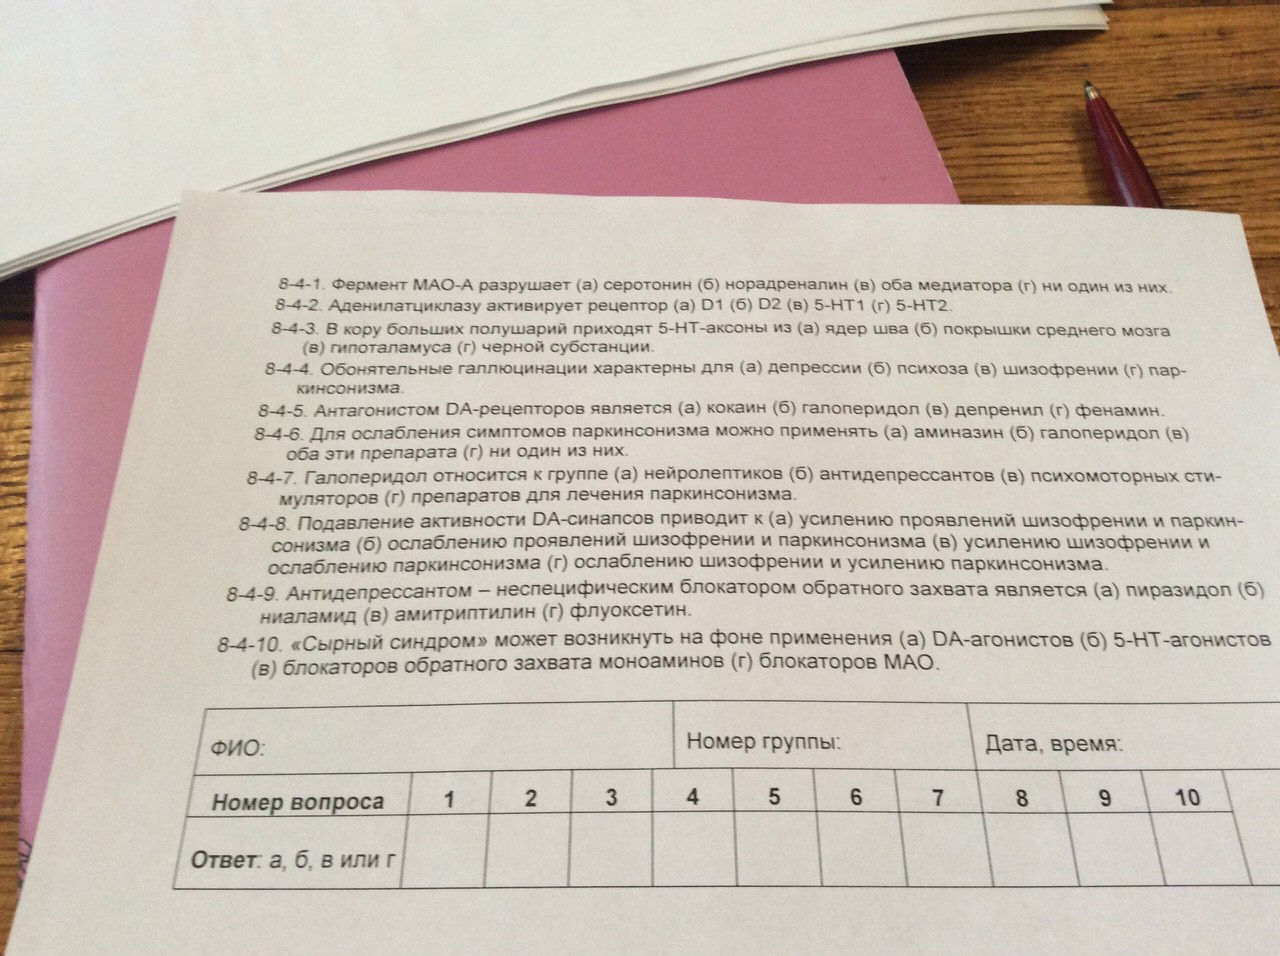 8-4-1. Фермент МАО-А разрушает (а) серотонин (б) норадреналин (в) оба медиатора (г) ни один из них.
8-4-2. Аденилатциклазу активирует рецептор (а) D1 (б) D2 (в) 5-НТ1 (г) 5-НТ2.
8-4-3. В кору больших полушарий приходят 5-НТ-аксоны из (а) ядер шва (б) покрышки среднего мозга
(в) гипоталамуса (г) черной субстанции.
8-4-4. Обонятельные галлюцинации характерны для (а) депрессии (б) психоза (в) шизофрении (г) пар-
кинсонизма.
8-4-5. Антагонистом DA-рецепторов является (а) кокаин (б) галоперидол (в) депренил (г) фенамин.
8-4-6. Для ослабления симптомов паркинсонизма можно применять (а) аминазин (б) галоперидол (в)
оба эти препарата (г) ни один из них.
8-4-7. Галоперидол относится к группе (а) нейролептиков (б) антидепрессантов (в) психомоторных сти-
муляторов (г) препаратов для лечения паркинсонизма.
8-4-8. Подавление активности DA-синапсов приводит к (а) усилению проявлений шизофрении и паркин-
сонизма (б) ослаблению проявлений шизофрении и паркинсонизма (в) усилению шизофрении и
ослаблению паркинсонизма (г) ослаблению шизофрении и усилению паркинсонизма.
8-4-9. Антидепрессантом – неспецифическим блокатором обратного захвата является (а) пиразидол (б)
ниаламид (в) амитриптилин (г) флуоксетин.
8-4-10. «Сырный синдром» может возникнуть на фоне применения (а) DA-агонистов (б) 5-НТ-агонистов
(в) блокаторов обратного захвата моноаминов (г) блокаторов МАО.
ФИО: Номер группы: Дата, время:
Номер вопроса 1 2 3 4 5 6 7 8 9 10
Ответ: а, б, в или г